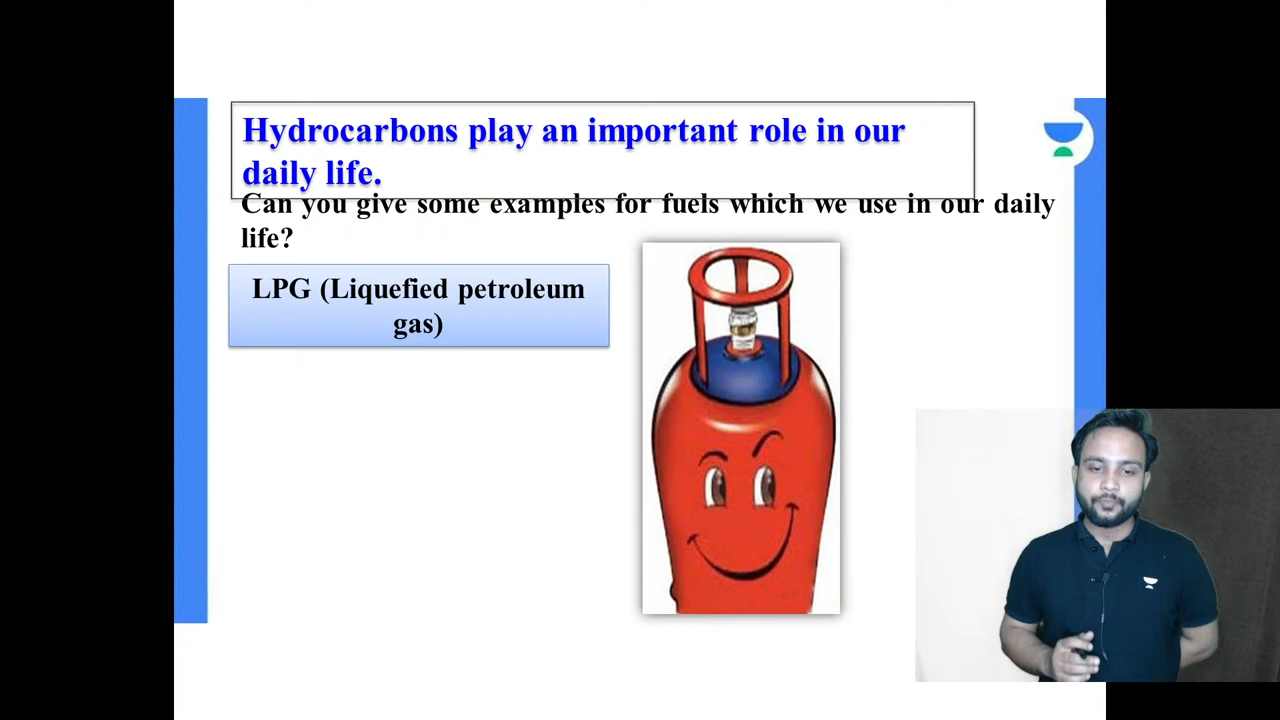 Hydrocarbons play an important role in our
daily life.
Can you give some examples for fuels which we use in our daily
life?
LPG (Liquefied petroleum
gas)